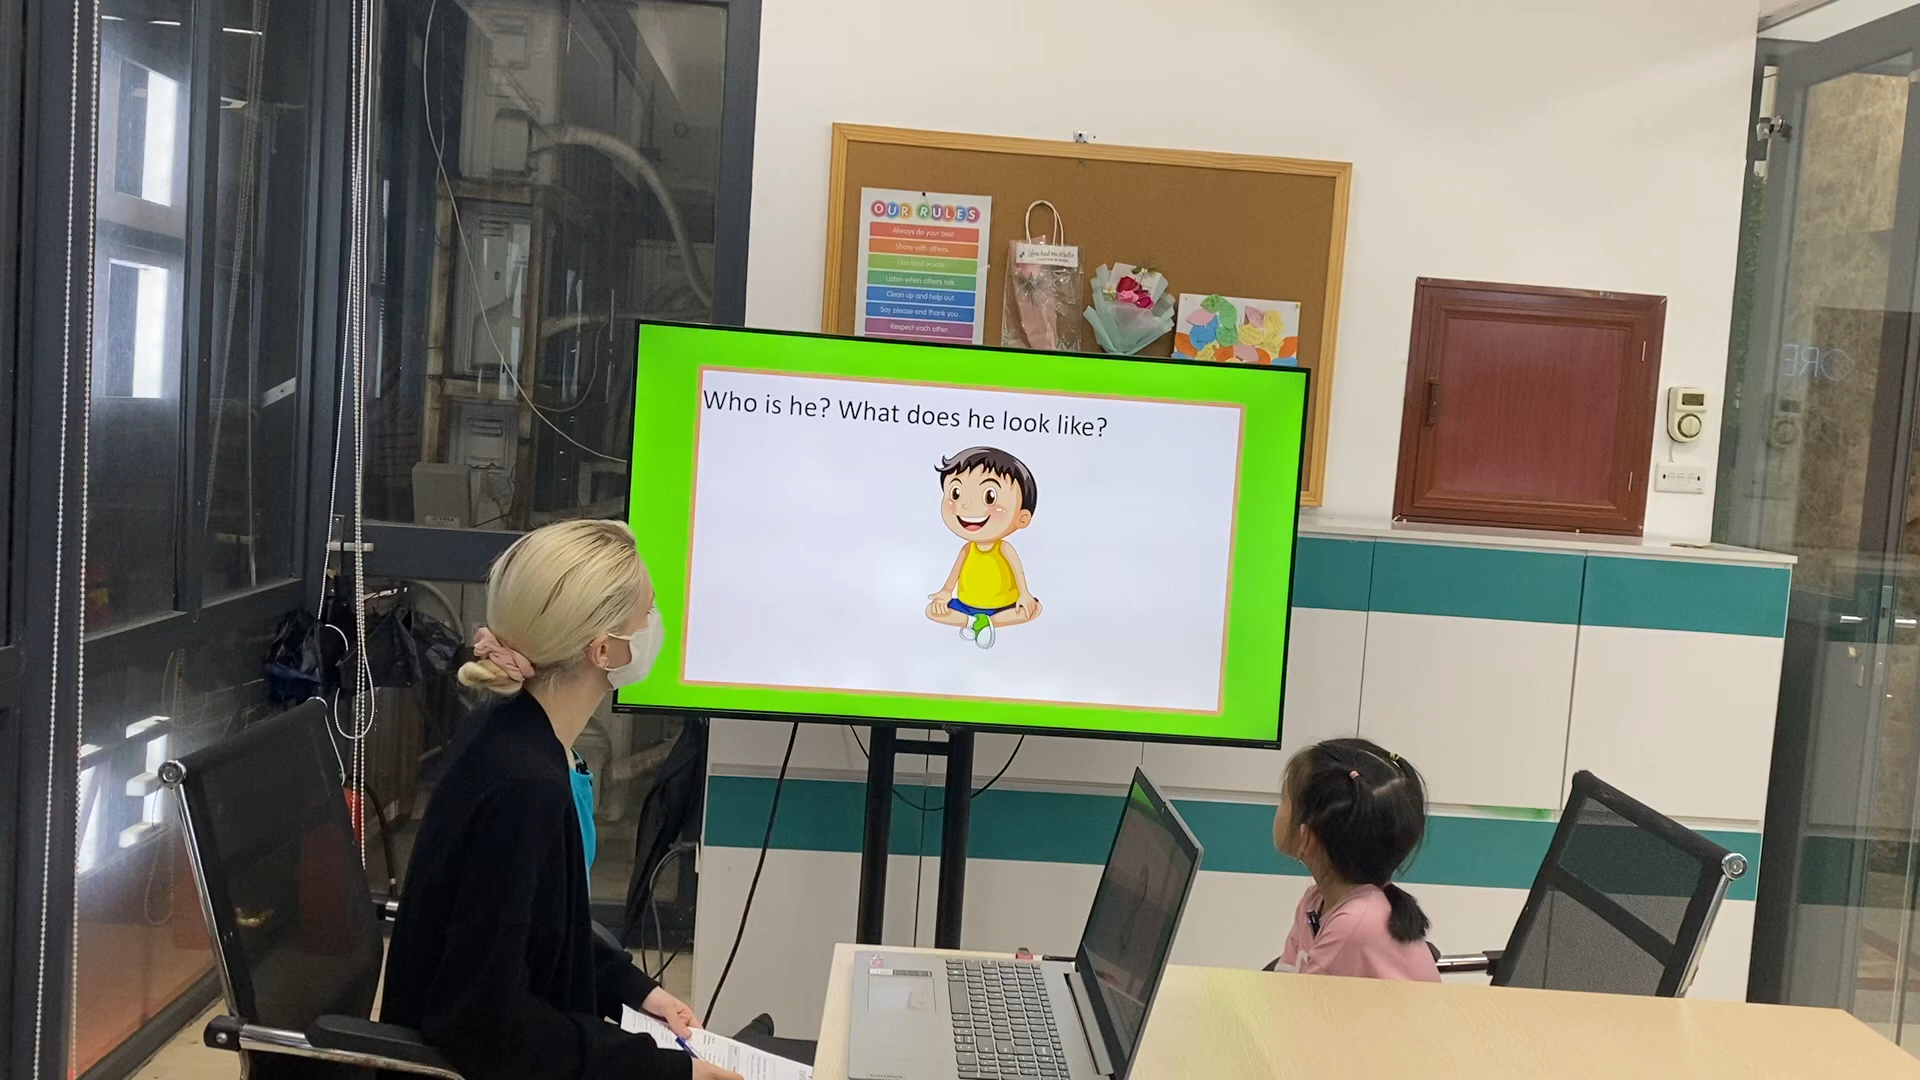 OUR RULES
Always do your best
Share with others.
Use kind words.
Listen when others talk.
Clean up and help out.
Say please and thank you.
Respect each other
Who is he? What does he look like?
ORE